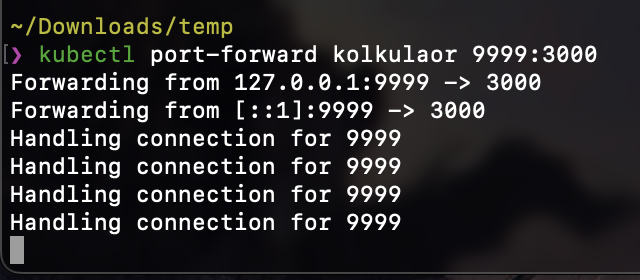 ~/Downloads/temp
[❯ kubectl port-forward kolkulaor 9999:3000
Forwarding from 127.0.0.1:9999 -> 3000
Forwarding from [::1]:9999 -> 3000
Handling connection for 9999
Handling connection for 9999
Handling connection for 9999
Handling connection for 9999